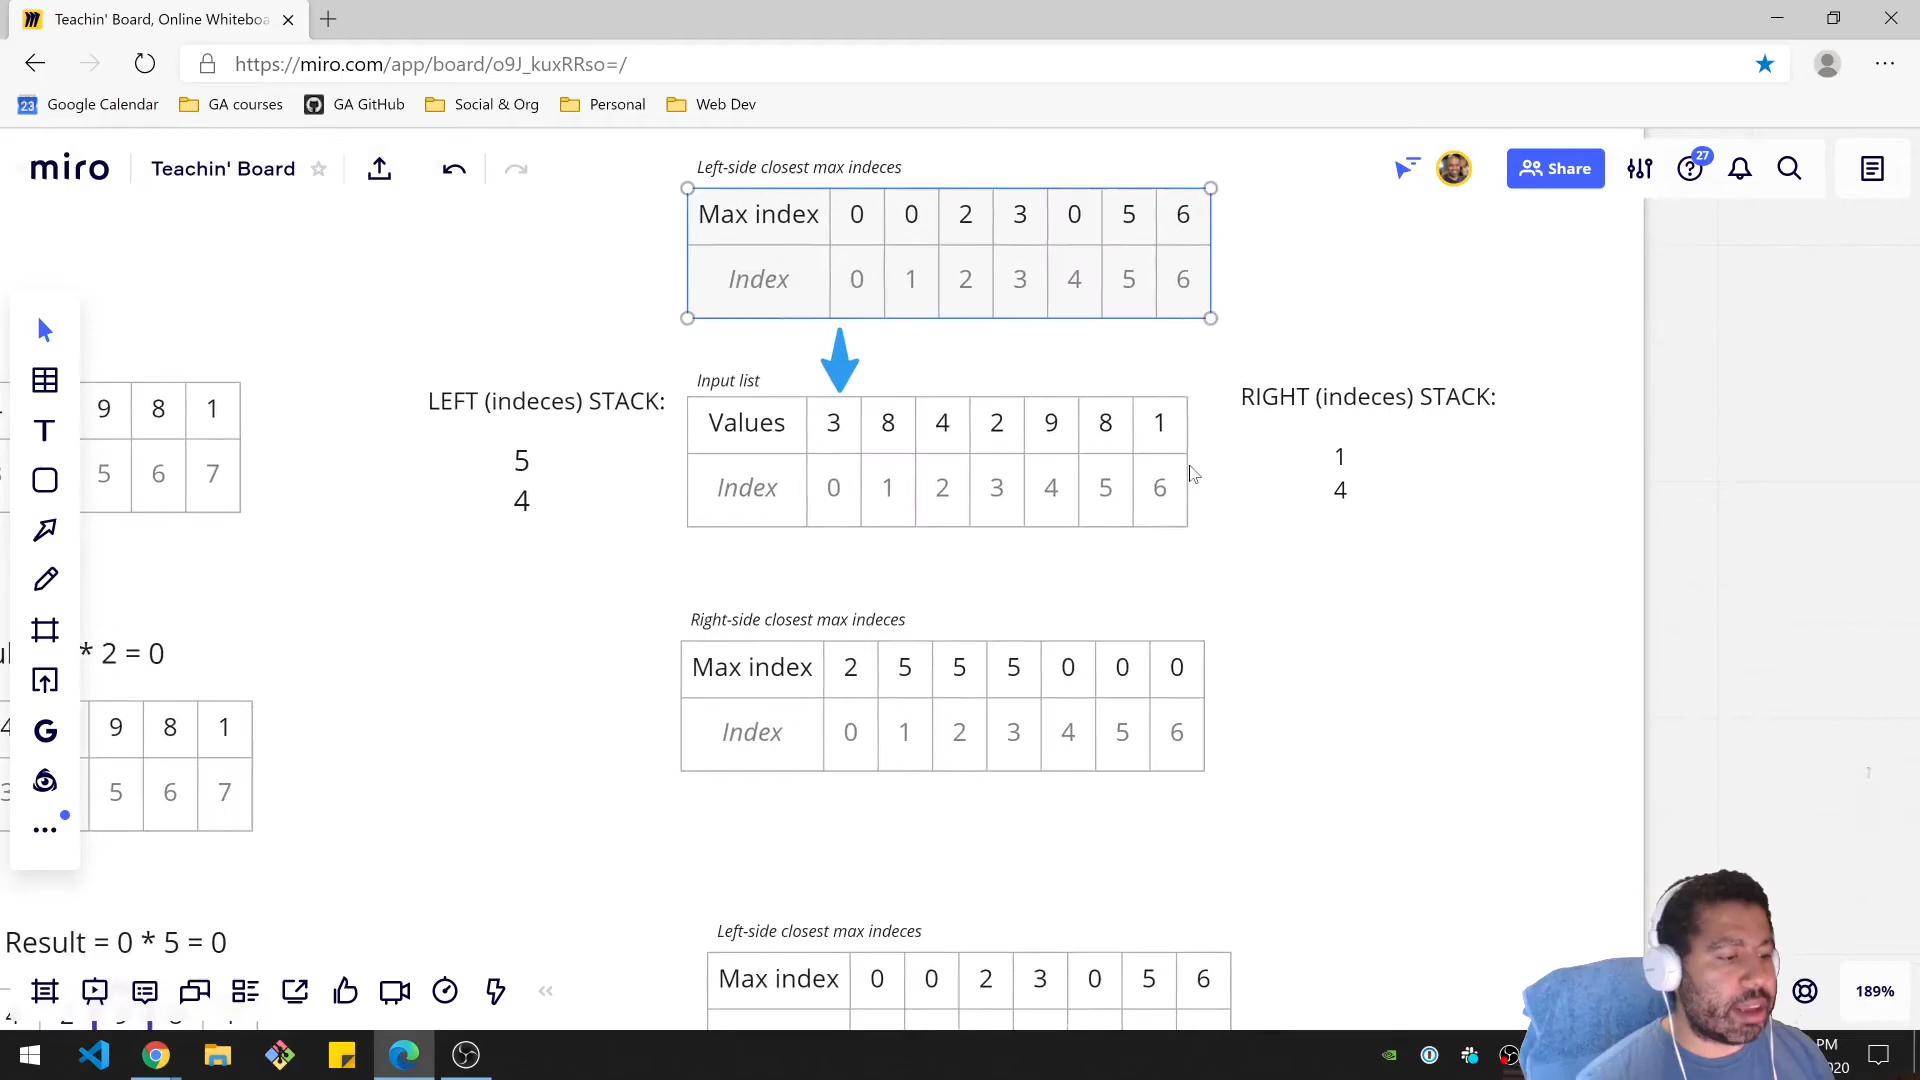 Teachin' Board, Online Whiteboa
https://miro.com/app/board/o9J_kuxRRso=/
23 Google Calendar GA courses GA GitHub Social & Org Personal Web Dev
miro Teachin' Board Share 27
Left-side closest max indeces
Max index 0 0 2 3 0 5 6
Index 0 1 2 3 4 5 6
Input list
LEFT (indeces) STACK:
5
4
Values 3 8 4 2 9 8 1
Index 0 1 2 3 4 5 6
RIGHT (indeces) STACK:
1
4
9 8 1
5 6 7
Right-side closest max indeces
Max index 2 5 5 5 0 0 0
Index 0 1 2 3 4 5 6
* 2 = 0
4 9 8 1
3 5 6 7
Result = 0 * 5 = 0
Left-side closest max indeces
Max index 0 0 2 3 0 5 6
189%
PM
020